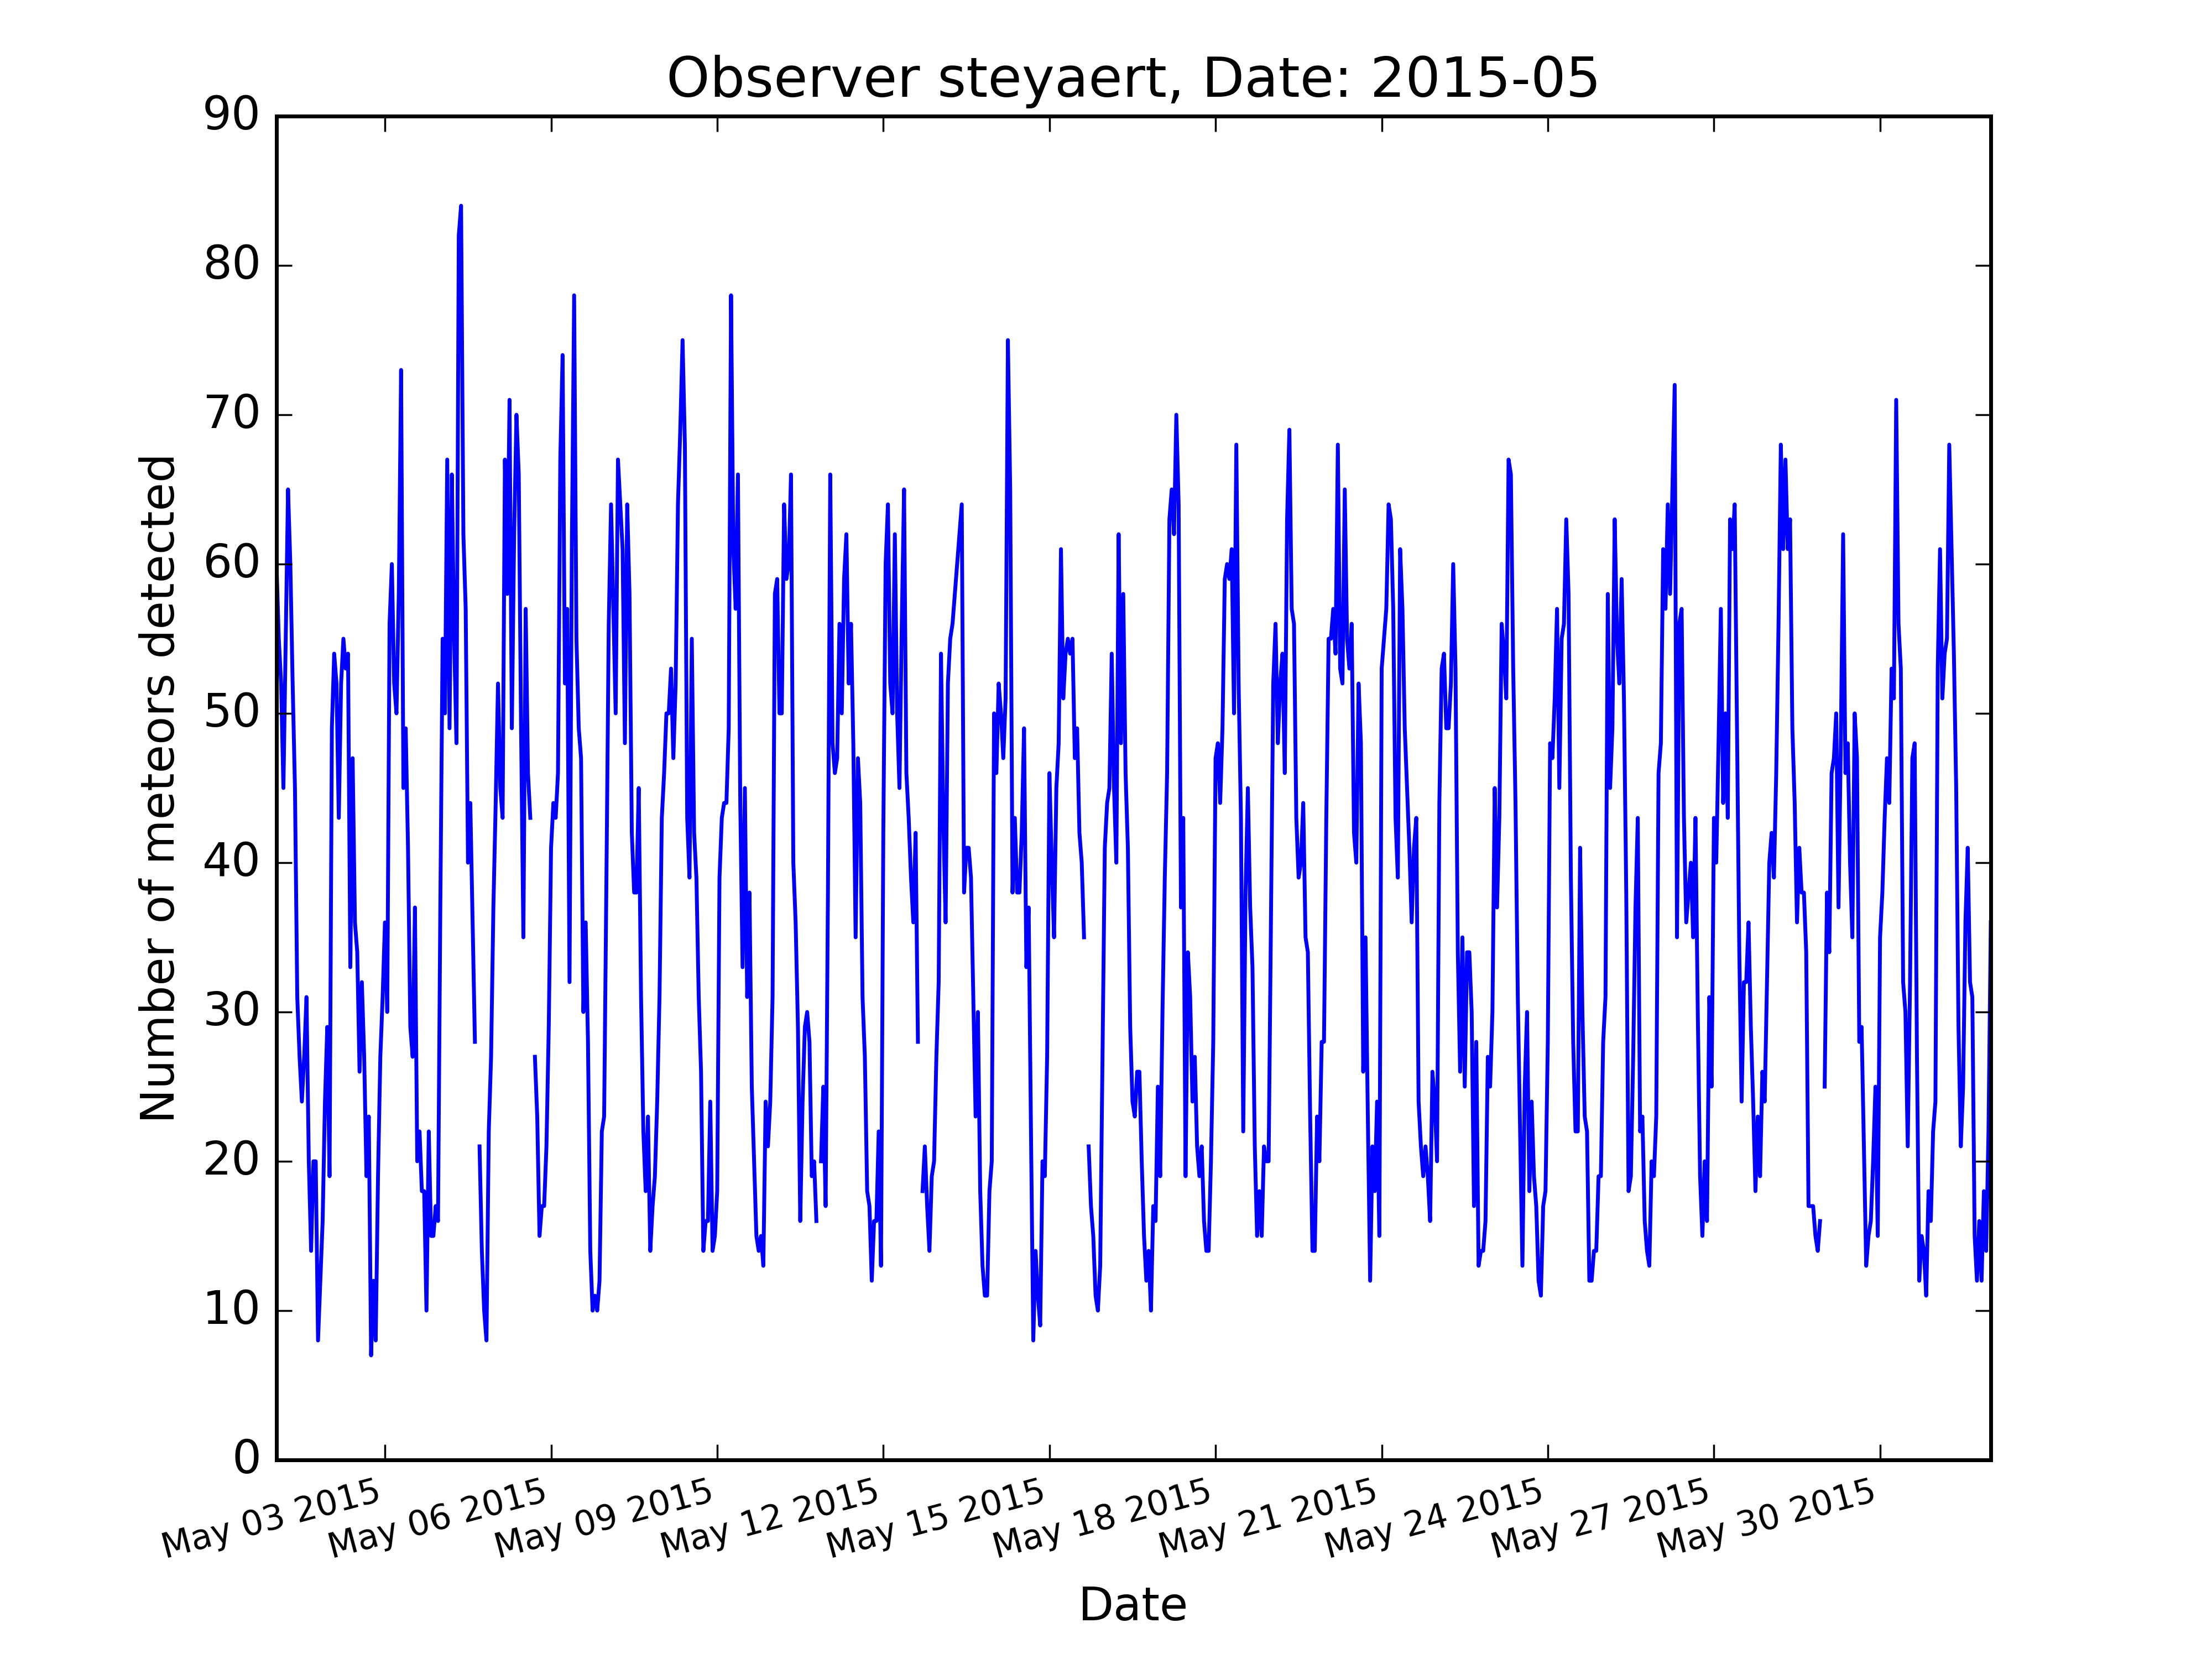 Observer steyaert, Date: 2015-05
Number of meteors detected
90
80
70
60
50
40
30
20
10
0
May 03 2015
May 06 2015
May 09 2015
May 12 2015
May 15 2015
May 18 2015
May 21 2015
May 24 2015
May 27 2015
May 30 2015
Date